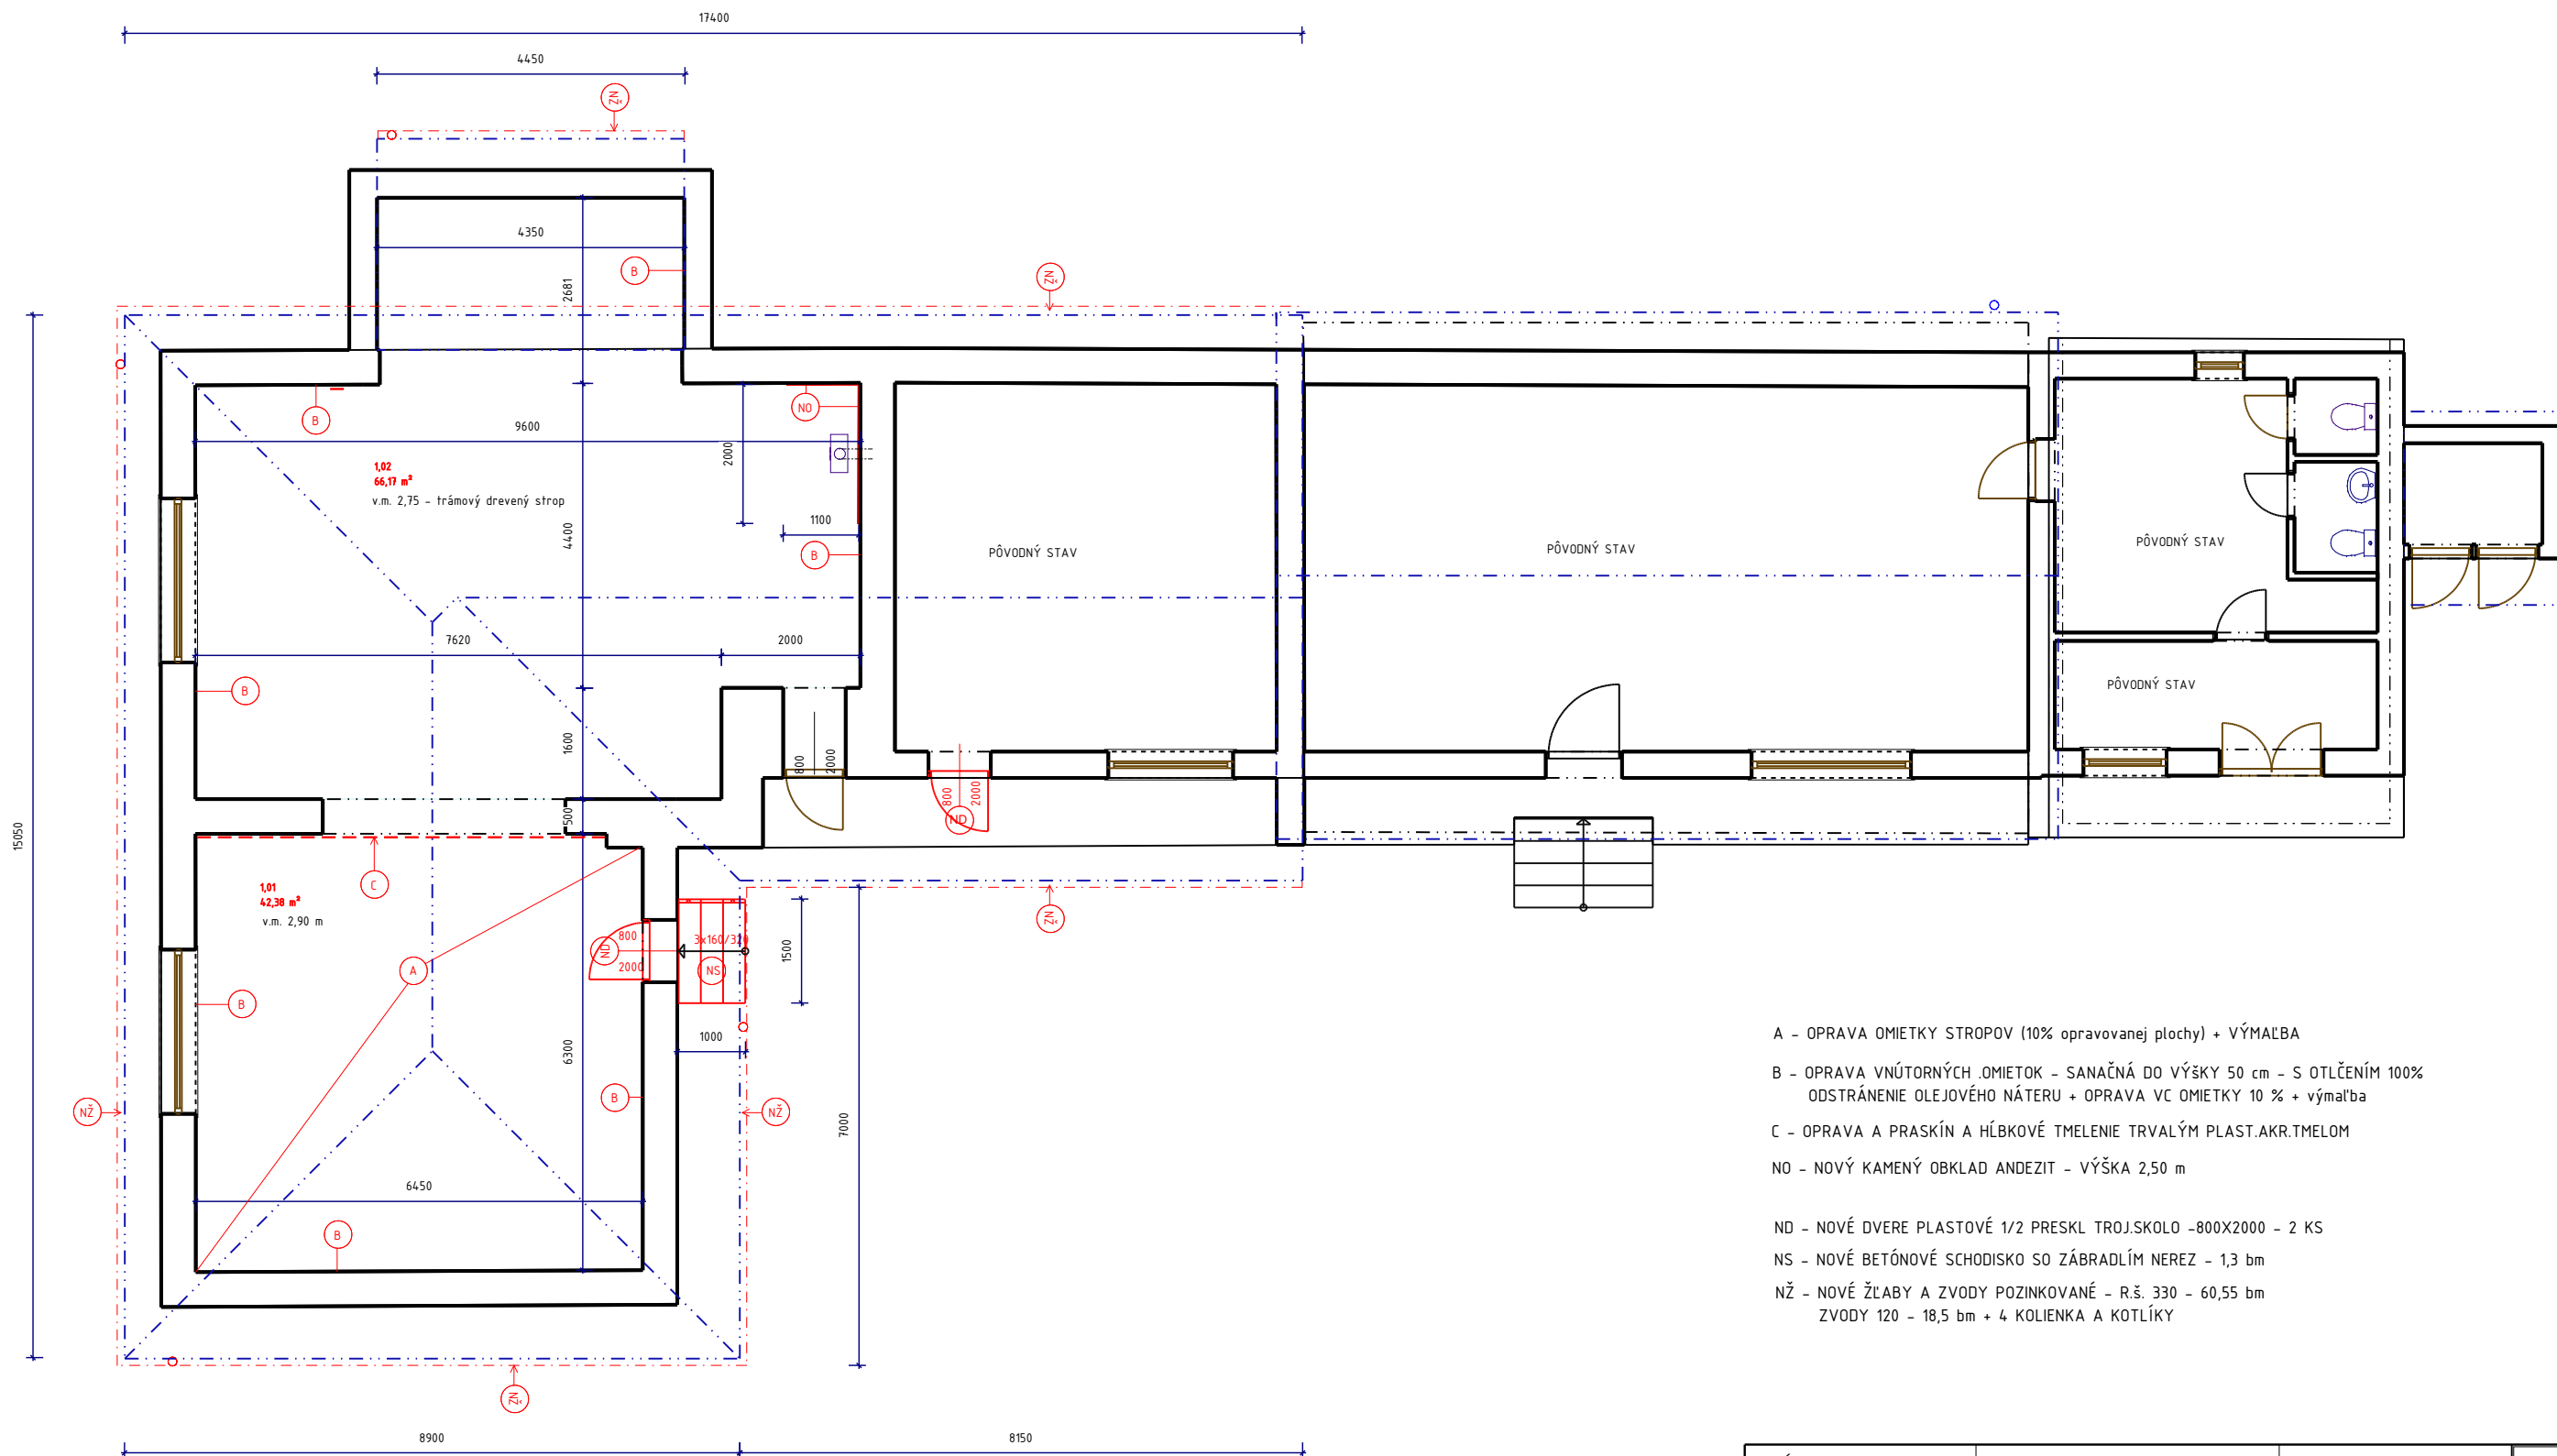 17400
4450
NŽ
4350
B
2681
NŽ
B
NO
9600
2000
1,02
66,17 m²
v.m. 2,75 - trámový drevený strop
1100
4400
B
PÔVODNÝ STAV
PÔVODNÝ STAV
PÔVODNÝ STAV
7620
2000
B
PÔVODNÝ STAV
1600
800
2000
800
2000
ND
500
15050
C
1,01
42,38 m²
v.m. 2,90 m
NŽ
800
ND
2000
3x160/320
NS
1500
A
B
1000
6300
B
NŽ
NŽ
7000
6450
B
NŽ
8900
8150
A - OPRAVA OMIETKY STROPOV (10% opravovanej plochy) + VÝMAĽBA
B - OPRAVA VNÚTORNÝCH .OMIETOK - SANAČNÁ DO VÝšKY 50 cm - S OTLČENÍM 100%
ODSTRÁNENIE OLEJOVÉHO NÁTERU + OPRAVA VC OMIETKY 10 % + výmaľba
C - OPRAVA A PRASKÍN A HĹBKOVÉ TMELENIE TRVALÝM PLAST.AKR.TMELOM
NO - NOVÝ KAMENÝ OBKLAD ANDEZIT - VÝŠKA 2,50 m
ND - NOVÉ DVERE PLASTOVÉ 1/2 PRESKL TROJ.SKOLO -800X2000 - 2 KS
NS - NOVÉ BETÓNOVÉ SCHODISKO SO ZÁBRADLÍM NEREZ - 1,3 bm
NŽ - NOVÉ ŽĽABY A ZVODY POZINKOVANÉ - R.š. 330 - 60,55 bm
ZVODY 120 - 18,5 bm + 4 KOLIENKA A KOTLÍKY